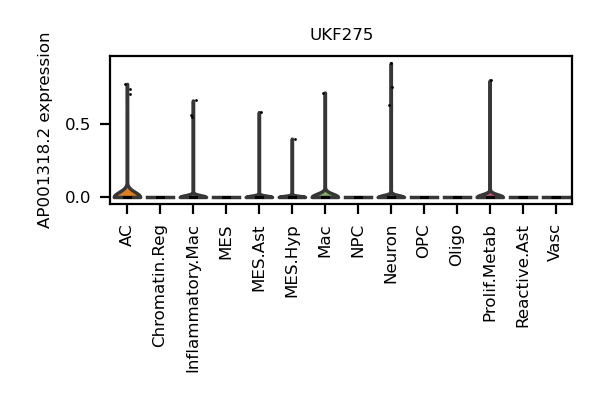 UKF275
AP001318.2 expression
0.5
0.0
AC
Chromatin.Reg
Inflammatory.Mac
MES
MES.Ast
MES.Hyp
Mac
NPC
Neuron
OPC
Oligo
Prolif.Metab
Reactive.Ast
Vasc